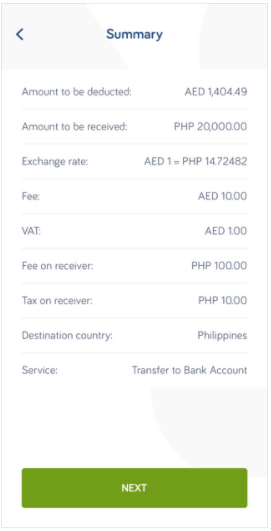 Summary
Amount to be deducted: AED 1,404.49
Amount to be received: PHP 20,000.00
Exchange rate: AED 1 = PHP 14.72482
Fee: AED 10.00
VAT: AED 1.00
Fee on receiver: PHP 100.00
Tax on receiver: PHP 10.00
Destination country: Philippines
Service: Transfer to Bank Account
NEXT